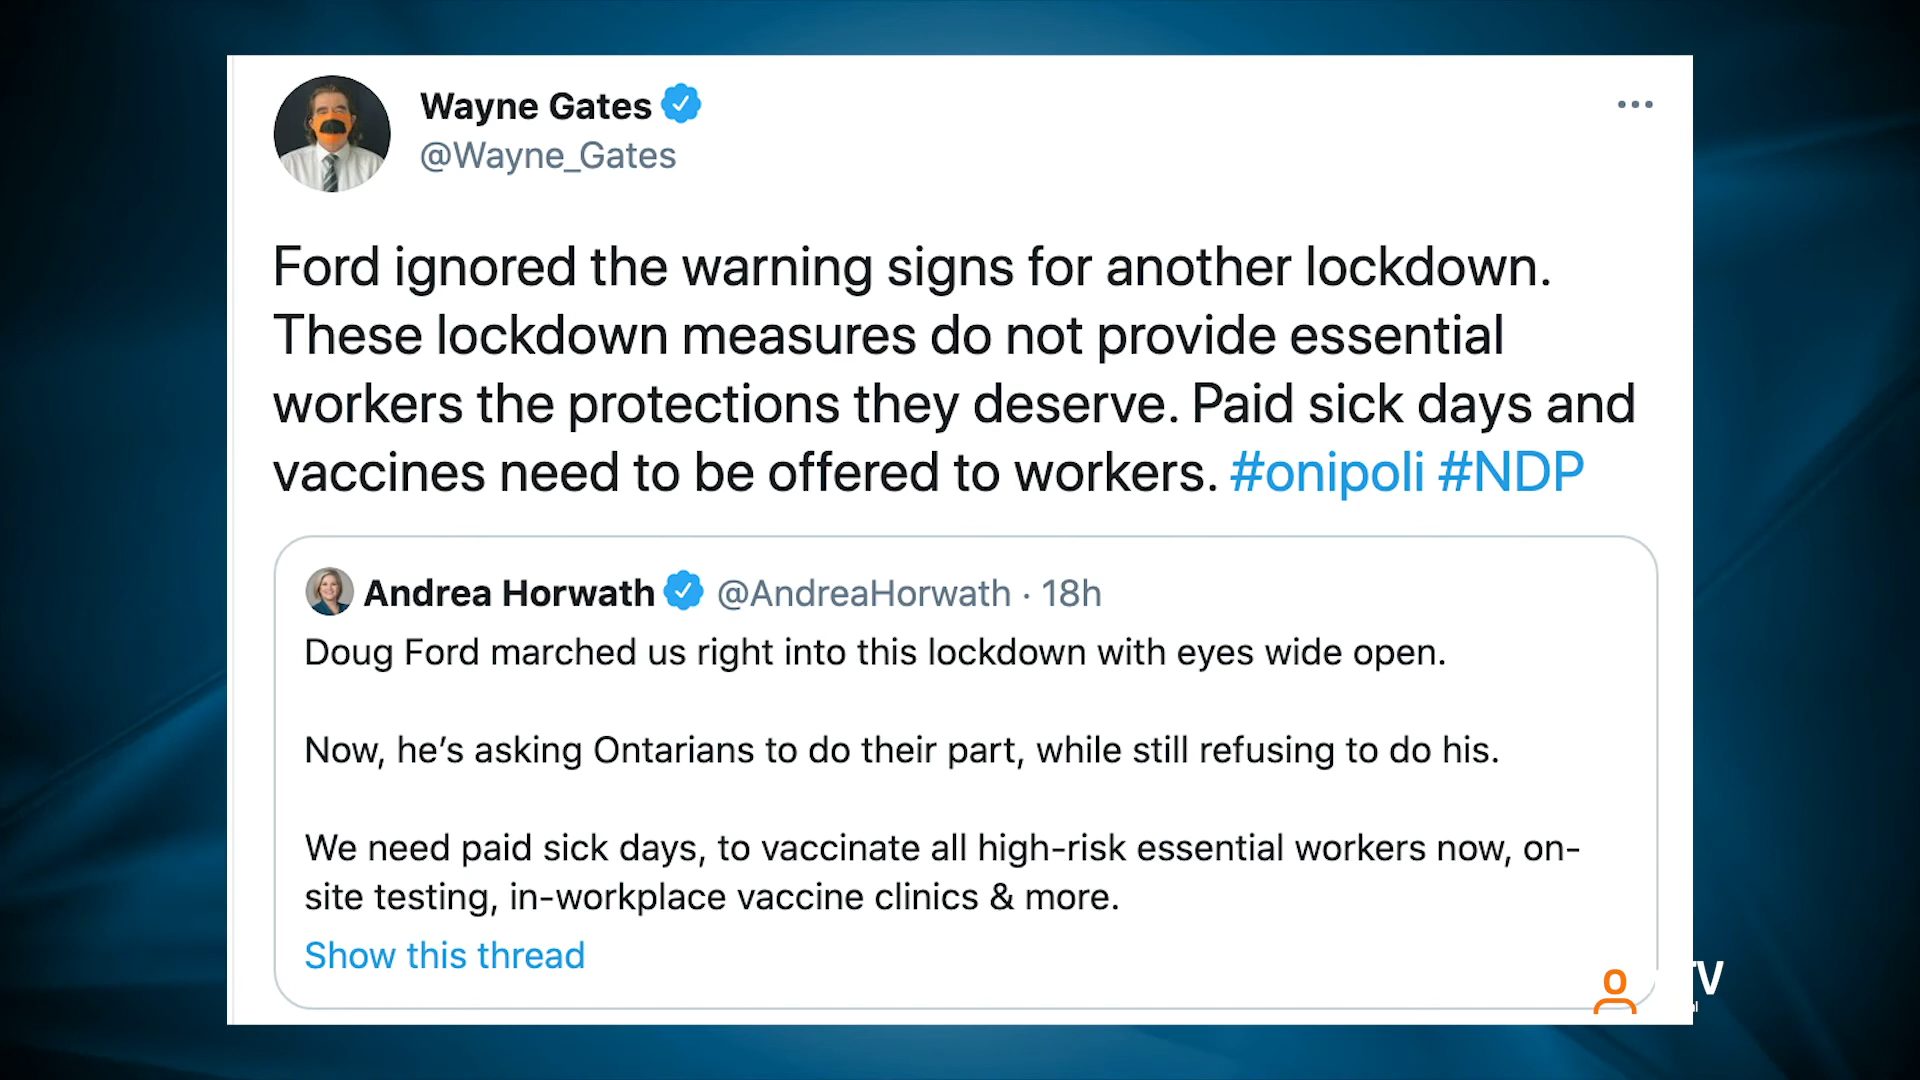 Wayne Gates
@Wayne_Gates
Ford ignored the warning signs for another lockdown.
These lockdown measures do not provide essential
workers the protections they deserve. Paid sick days and
vaccines need to be offered to workers. #onipoli #NDP
Andrea Horwath @AndreaHorwath · 18h
Doug Ford marched us right into this lockdown with eyes wide open.
Now, he’s asking Ontarians to do their part, while still refusing to do his.
We need paid sick days, to vaccinate all high-risk essential workers now, on-
site testing, in-workplace vaccine clinics & more.
Show this thread